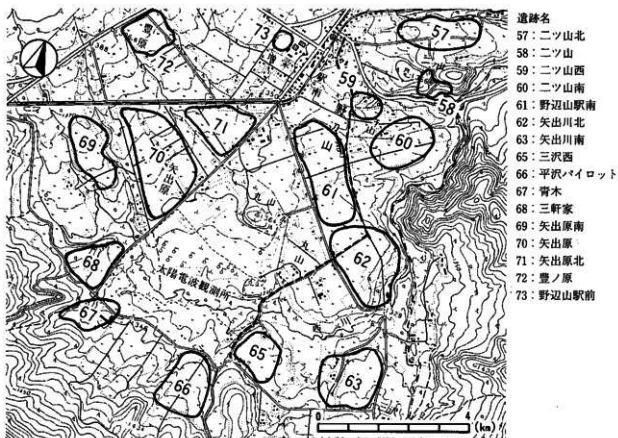 遺跡名
57：二ツ山北
58：二ツ山
59：二ツ山西
60：二ツ山南
61：野辺山駅南
62：矢出川北
63：矢出川南
65：三沢西
66：平沢パイロット
67：青木
68：三軒家
69：矢出原南
70：矢出原
71：矢出原北
72：豊ノ原
73：野辺山駅前
57
73
72
59
58
69
70
71
60
61
丸山
68
62
太陽電波観測所
67
65
66
63
0 4 (km)